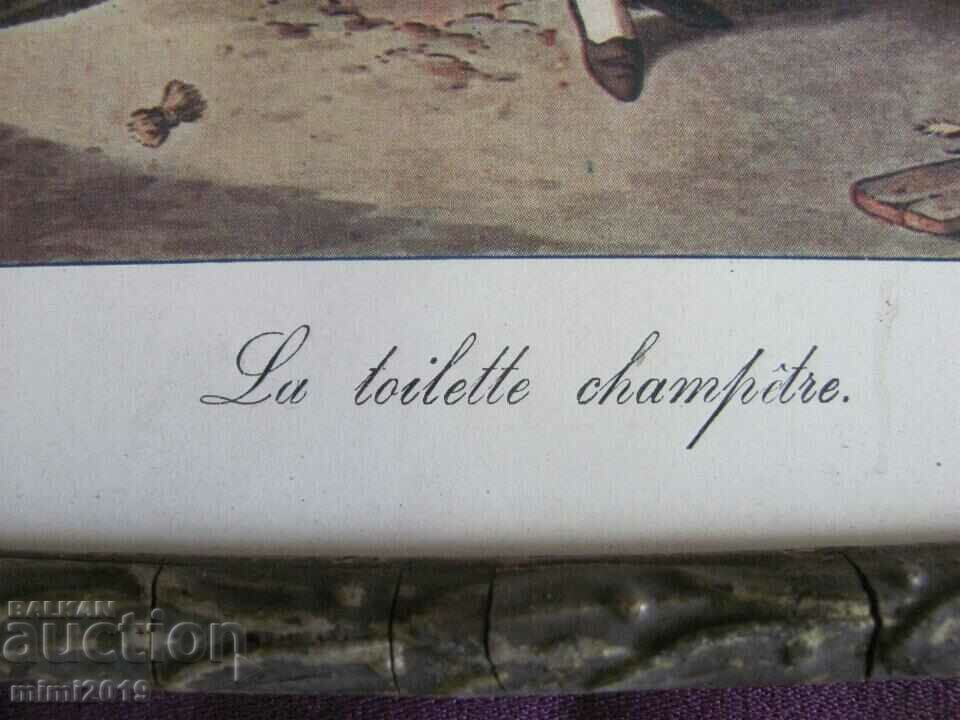 La toilette champêtre.
BALKAN
auction
mimi2019